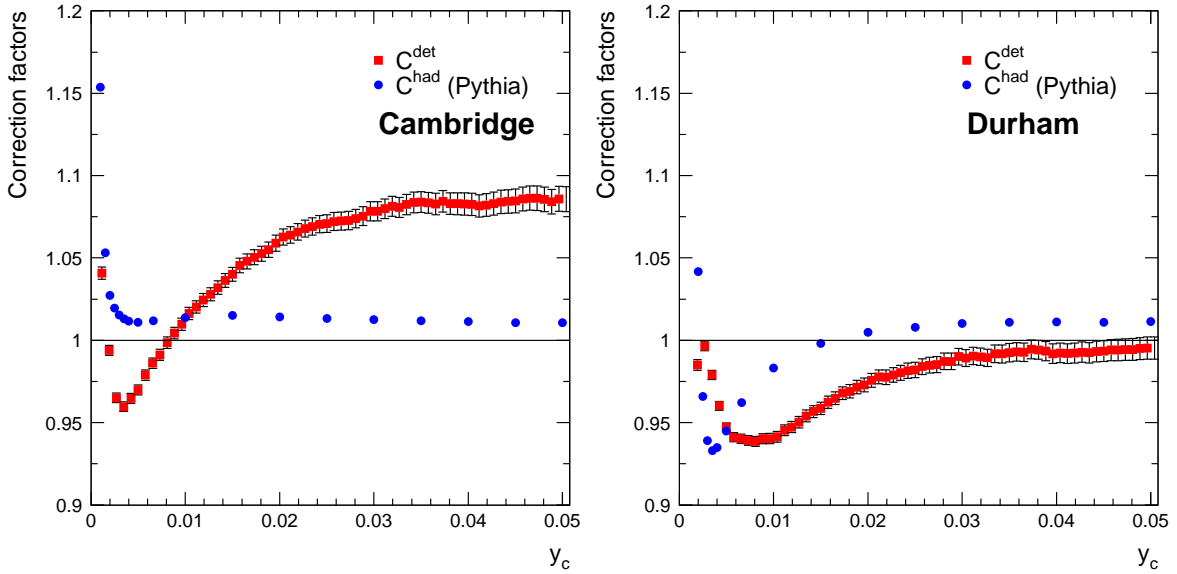 Correction factors
1.2
1.15
1.1
1.05
1
0.95
0.9
C^det
C^had (Pythia)
Cambridge
0 0.01 0.02 0.03 0.04 0.05
y_c
Correction factors
1.2
1.15
1.1
1.05
1
0.95
0.9
C^det
C^had (Pythia)
Durham
0 0.01 0.02 0.03 0.04 0.05
y_c